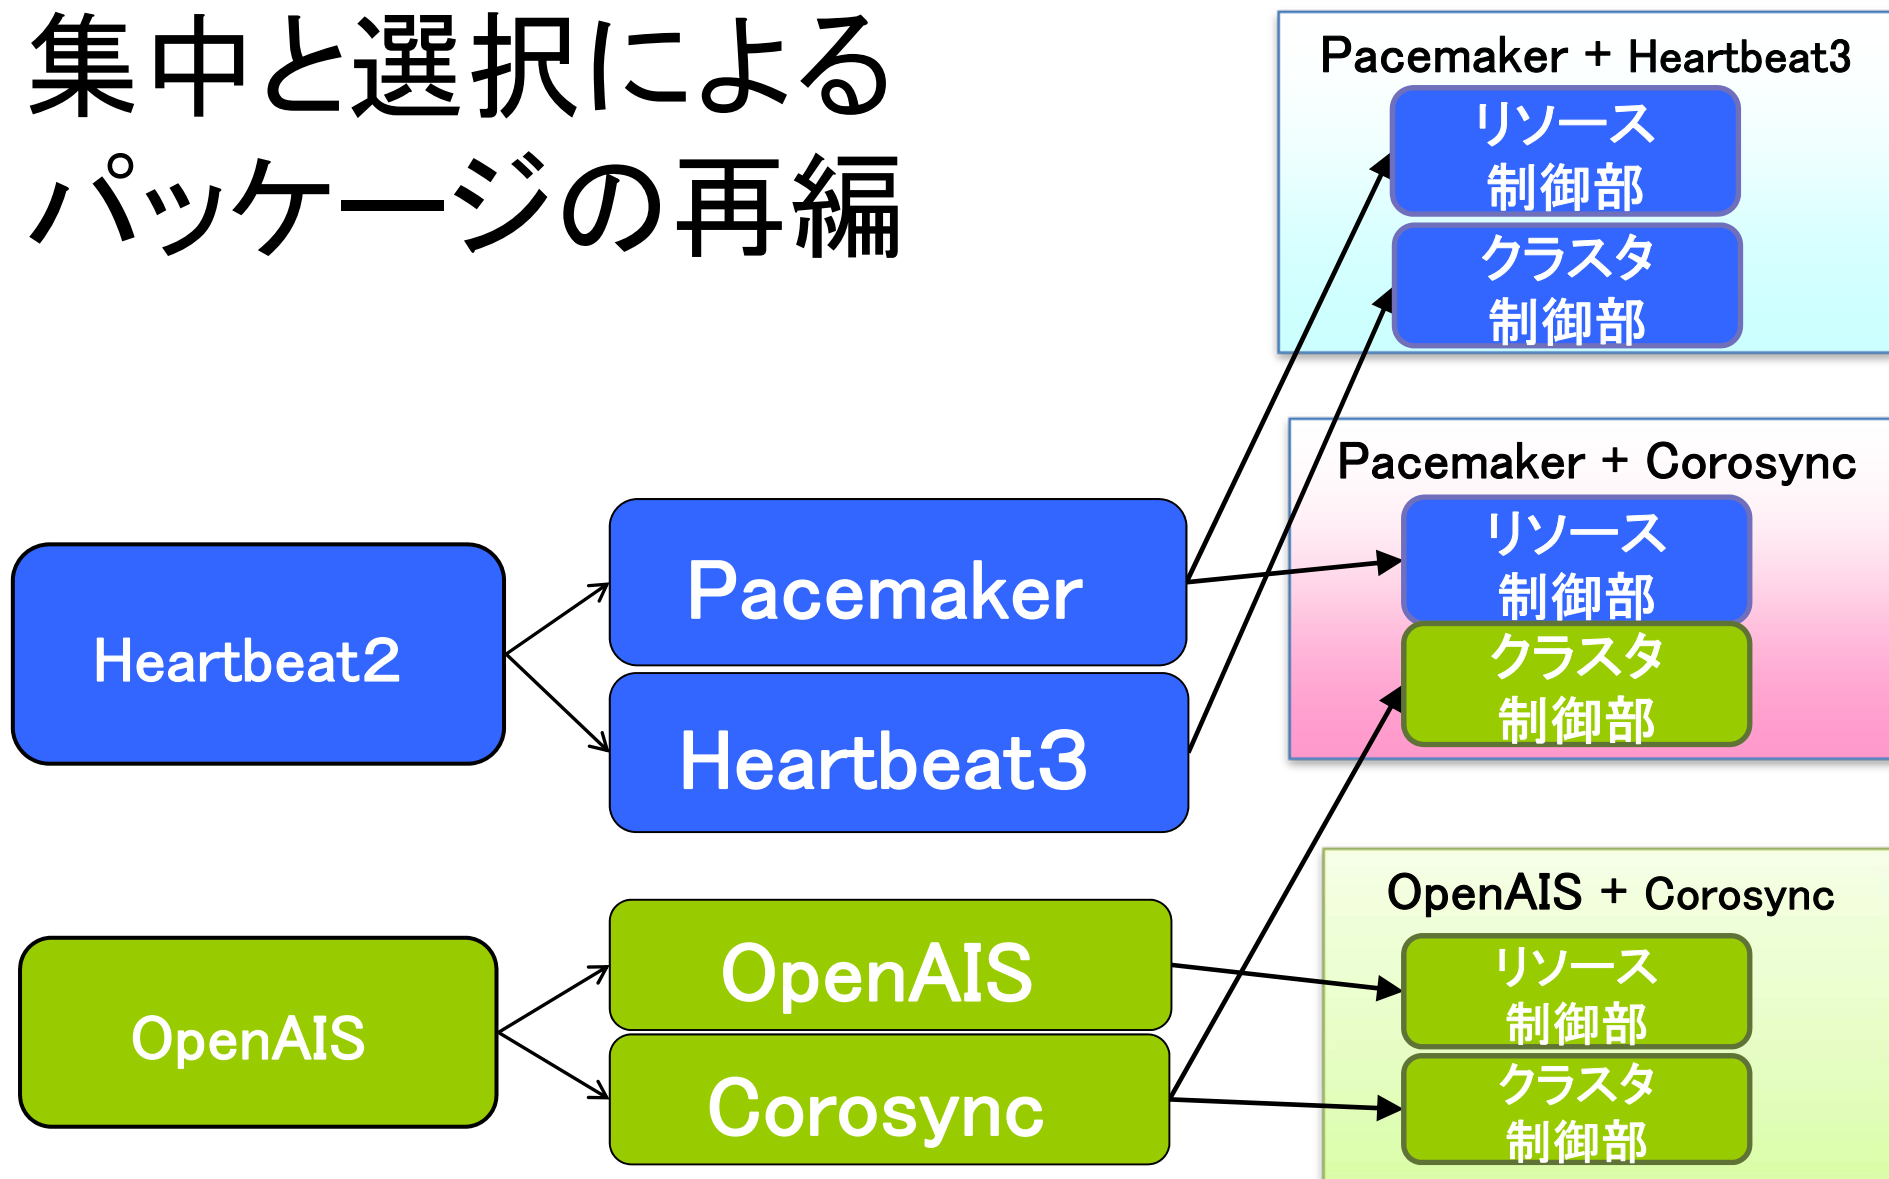 集中と選択による
パッケージの再編
Pacemaker + Heartbeat3
リソース
制御部
クラスタ
制御部
Pacemaker + Corosync
リソース
制御部
クラスタ
制御部
Heartbeat2
Pacemaker
Heartbeat3
OpenAIS
OpenAIS
Corosync
OpenAIS + Corosync
リソース
制御部
クラスタ
制御部